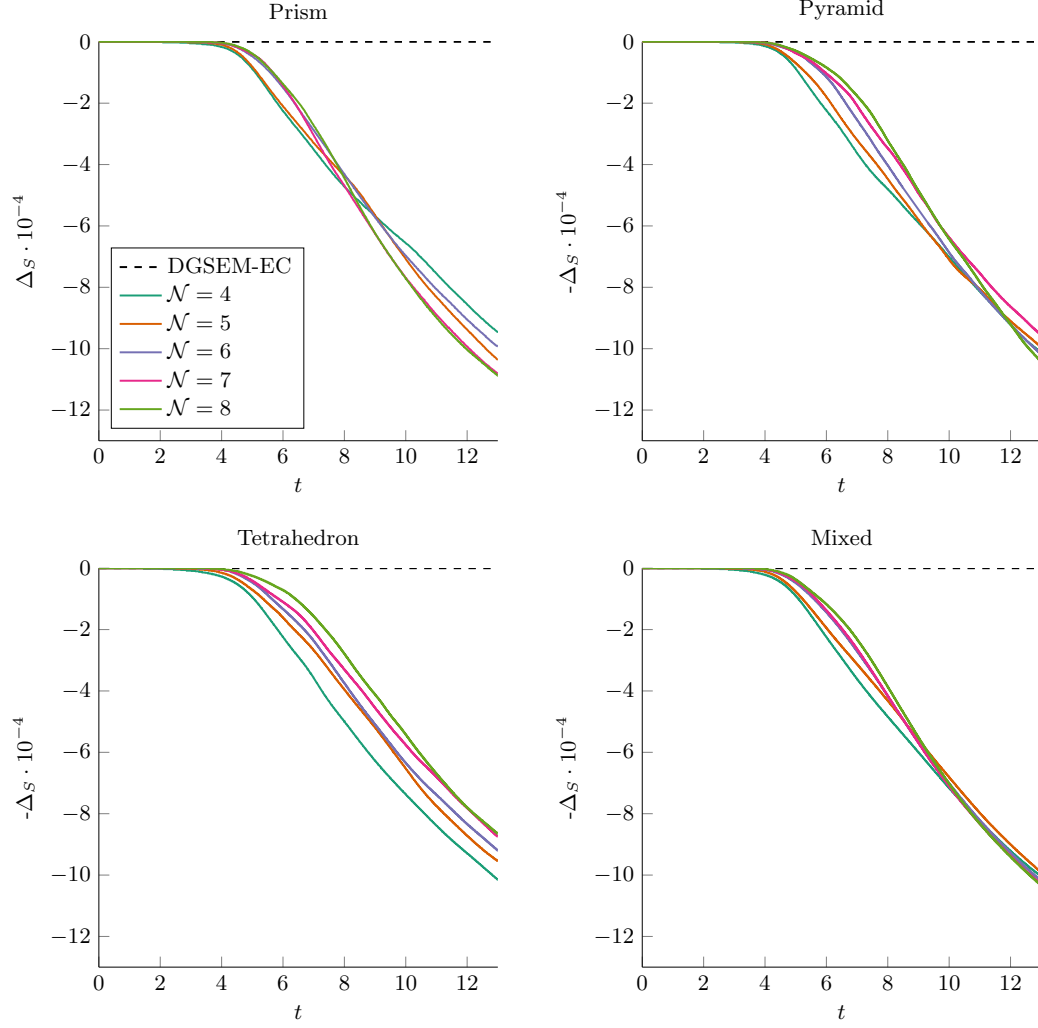 Prism
0
−2
−4
−6
−8
−10
−12
Δ_S · 10^−4
DGSEM-EC
𝒩 = 4
𝒩 = 5
𝒩 = 6
𝒩 = 7
𝒩 = 8
0 2 4 6 8 10 12
t
Pyramid
0
−2
−4
−6
−8
−10
−12
-Δ_S · 10^−4
0 2 4 6 8 10 12
t
Tetrahedron
0
−2
−4
−6
−8
−10
−12
-Δ_S · 10^−4
0 2 4 6 8 10 12
t
Mixed
0
−2
−4
−6
−8
−10
−12
-Δ_S · 10^−4
0 2 4 6 8 10 12
t